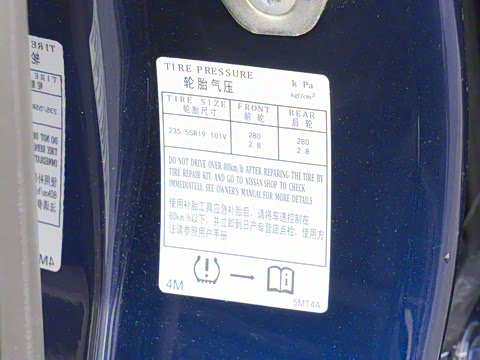 TIRE PRESSURE k Pa
轮胎气压 kgf/cm²
TIRE SIZE FRONT REAR
轮胎尺寸 前 轮 后 轮
235/55R19 101V 280 280
2.8 2.8
DO NOT DRIVE OVER 80km/h AFTER REPARING THE TIRE BY
TIRE REPAIR KIT, AND GO TO NISSAN SHOP TO CHECK
IMMEDIATELY. SEE OWNER'S MANUAL FOR MORE DETAILS
使用补胎工具应急补胎后，请将车速控制在
80km/h以下，并立即到日产专营店点检，使用方
法请参照用户手册
4M 5MT4A